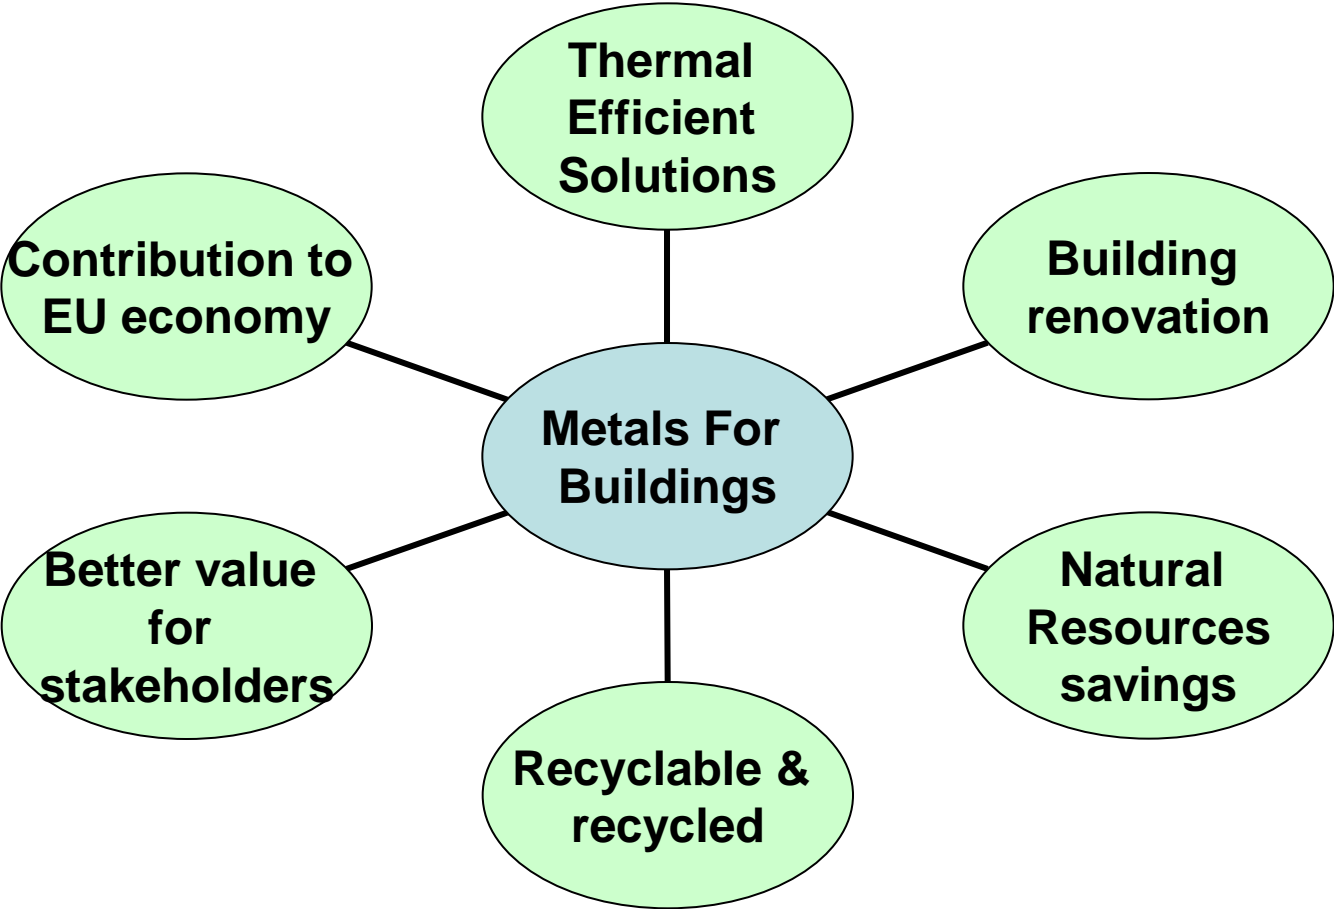 Thermal
Efficient
Solutions
Contribution to
EU economy
Building
renovation
Metals For
Buildings
Better value
for
stakeholders
Natural
Resources
savings
Recyclable &
recycled